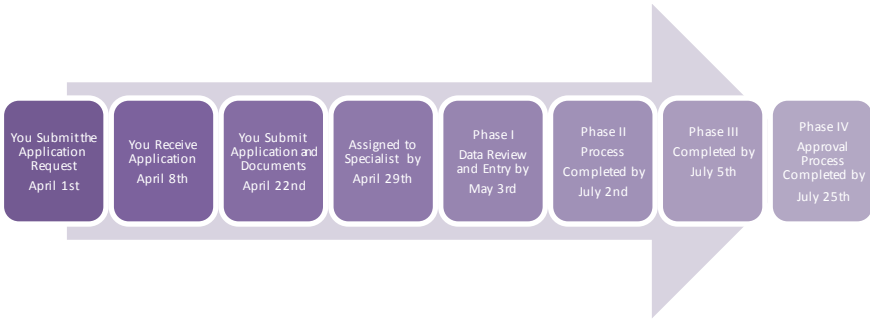 You Submit the
Application
Request
April 1st
You Receive
Application
April 8th
You Submit
Application and
Documents
April 22nd
Assigned to
Specialist by
April 29th
Phase I
Data Review
and Entry by
May 3rd
Phase II
Process
Completed by
July 2nd
Phase III
Completed by
July 5th
Phase IV
Approval
Process
Completed by
July 25th